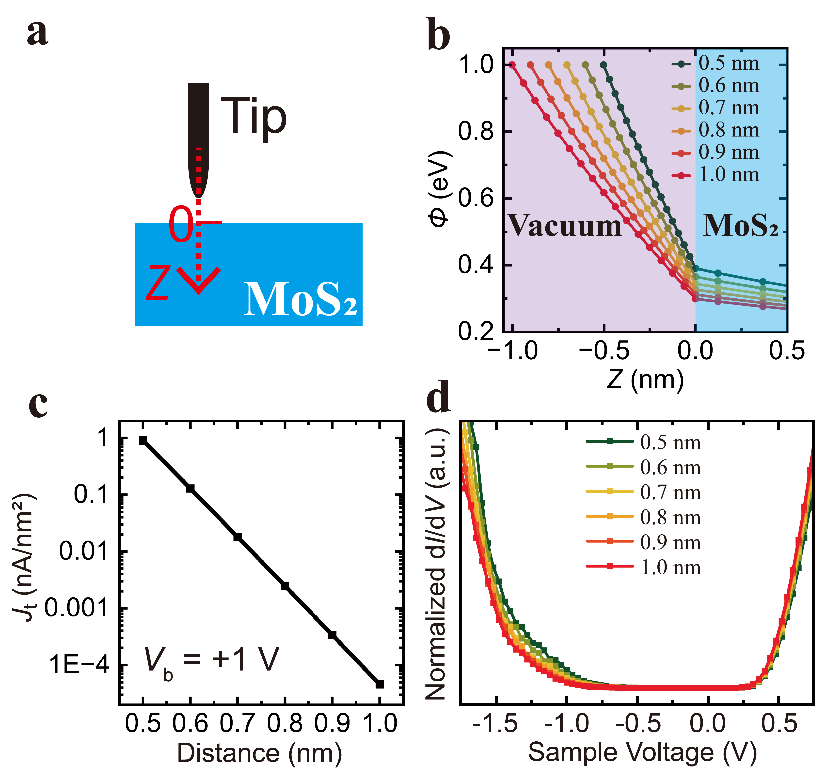 a
Tip
0
Z
MoS₂
b
Φ (eV)
1.0
0.8
0.6
0.4
0.2
0.5 nm
0.6 nm
0.7 nm
0.8 nm
0.9 nm
1.0 nm
Vacuum
MoS₂
−1.0 −0.5 0.0 0.5
Z (nm)
c
Jt (nA/nm²)
1
0.1
0.01
0.001
1E−4
Vb = +1 V
0.5 0.6 0.7 0.8 0.9 1.0
Distance (nm)
d
Normalized dI/dV (a.u.)
0.5 nm
0.6 nm
0.7 nm
0.8 nm
0.9 nm
1.0 nm
-1.5 -1.0 -0.5 0.0 0.5
Sample Voltage (V)